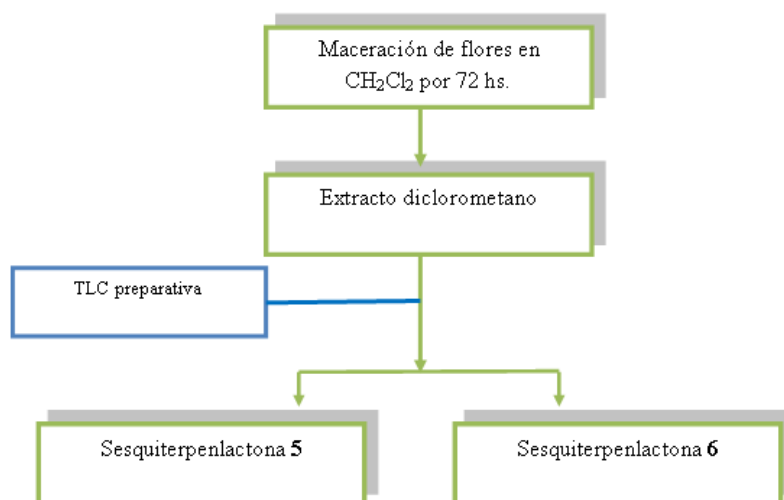 Maceración de flores en
CH₂Cl₂ por 72 hs.
Extracto diclorometano
TLC preparativa
Sesquiterpenlactona 5
Sesquiterpenlactona 6